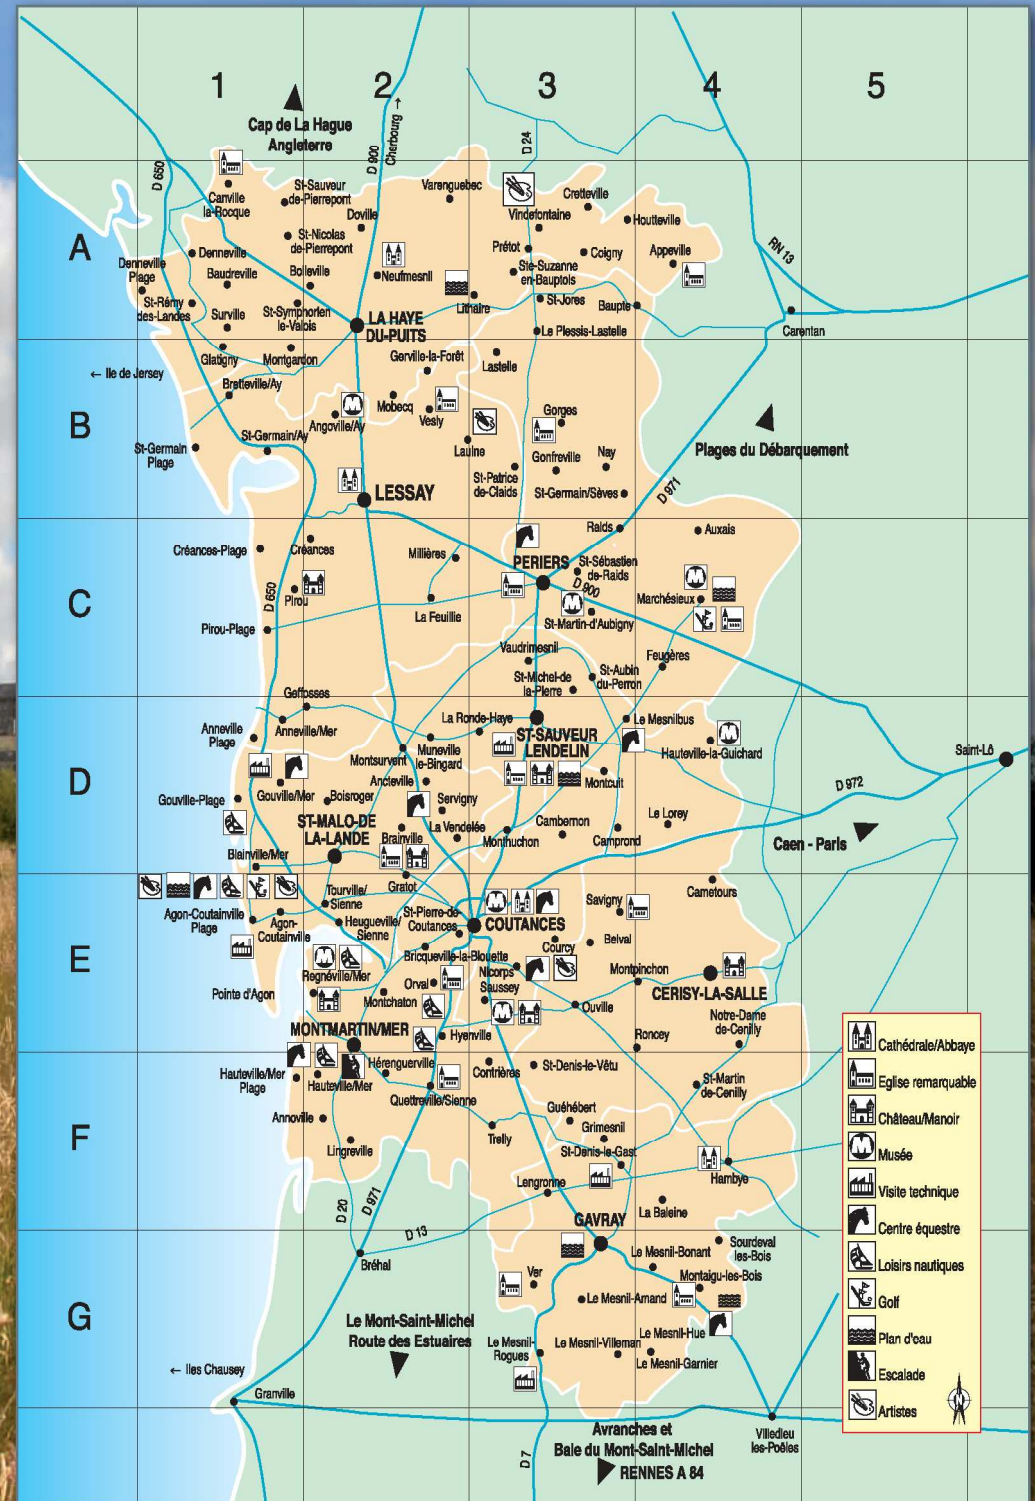 1
2
3
4
5
Cap de La Hague
Angleterre
D 900
Cherbourg →
D 24
D 650
RN 13
A
Canville
la-Rocque
St-Sauveur
de-Pierrepont
Varenguebec
Cretteville
Vindefontaine
Houtteville
Doville
St-Nicolas
de-Pierrepont
Prétot
Coigny
Appeville
Denneville
Denneville
Plage
Baudreville
Bolleville
Neufmesnil
Ste-Suzanne
en-Bauptois
St-Rémy
des-Landes
Surville
St-Symphorien
le-Valois
Lithaire
St-Jores
Baupte
LA HAYE
DU-PUITS
Le Plessis-Lastelle
Carentan
B
← Ile de Jersey
Glatigny
Montgardon
Gerville-la-Forêt
Lastelle
Bretteville/Ay
Mobecq
Vesly
Gorges
Angoville/Ay
Plages du Débarquement
St-Germain
Plage
St-Germain/Ay
Laulne
Gonfreville
Nay
St-Patrice
de-Claids
St-Germain/Sèves
LESSAY
D 971
C
Raids
Auxais
Créances-Plage
Créances
Millières
PERIERS
St-Sébastien
de-Raids
D 900
D 650
Pirou
La Feuillie
Marchésieux
St-Martin-d'Aubigny
Pirou-Plage
Vaudrimesnil
Feugères
St-Michel-de
la-Pierre
St-Aubin
du-Perron
D
Geffosses
Anneville
Plage
Anneville/Mer
La Ronde-Haye
Le Mesnilbus
ST-SAUVEUR
LENDELIN
Hauteville-la-Guichard
Saint-Lô
Montsurvent
Muneville
le-Bingard
Gouville/Mer
Ancteville
Montcuit
D 972
Gouville-Plage
Boisroger
Servigny
ST-MALO-DE
LA-LANDE
Brainville
La Vendelée
Cambernon
Le Lorey
Monthuchon
Camprond
Caen - Paris
Blainville/Mer
E
Gratot
Cametours
Tourville/
Sienne
Agon-Coutainville
Plage
Agon-
Coutainville
Heugueville/
Sienne
St-Pierre-de
Coutances
COUTANCES
Savigny
Bricqueville-la-Blouette
Courcy
Belval
Regnéville/Mer
Nicorps
Montpinchon
Orval
Saussey
CERISY-LA-SALLE
Pointe d'Agon
Montchaton
Ouville
Notre-Dame
de-Cenilly
MONTMARTIN/MER
Hyenville
Roncey
F
Hauteville/Mer
Plage
Hauteville/Mer
Hérenguerville
Contrières
St-Denis-le-Vêtu
St-Martin
de-Cenilly
Quettreville/Sienne
Annoville
Guéhébert
Grimesnil
Trelly
Lingreville
St-Denis-le-Gast
Hambye
Lengronne
La Baleine
D 20
D 971
D 13
G
GAVRAY
Bréhal
Le Mesnil-Bonant
Sourdeval
les-Bois
Ver
Montaigu-les-Bois
Le Mesnil-Amand
Le Mont-Saint-Michel
Route des Estuaires
Le Mesnil-
Rogues
Le Mesnil-Villeman
Le Mesnil-Hue
Le Mesnil-Garnier
← Iles Chausey
Granville
Villedieu
les-Poêles
Avranches et
Baie du Mont-Saint-Michel
RENNES A 84
D 7
Cathédrale/Abbaye
Eglise remarquable
Château/Manoir
Musée
Visite technique
Centre équestre
Loisirs nautiques
Golf
Plan d'eau
Escalade
Artistes